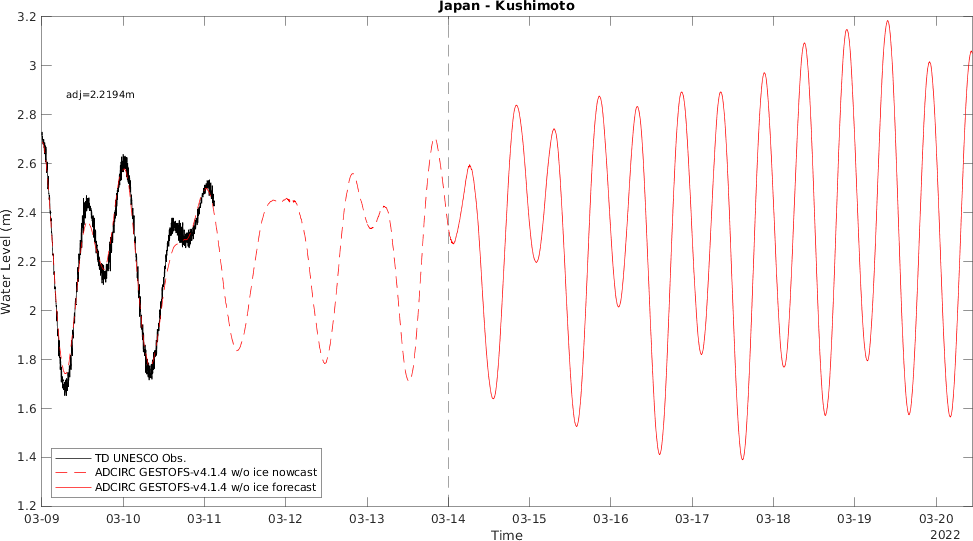 Japan - Kushimoto
3.2
3
2.8
2.6
2.4
2.2
2
1.8
1.6
1.4
1.2
Water Level (m)
adj=2.2194m
TD UNESCO Obs.
ADCIRC GESTOFS-v4.1.4 w/o ice nowcast
ADCIRC GESTOFS-v4.1.4 w/o ice forecast
03-09 03-10 03-11 03-12 03-13 03-14 03-15 03-16 03-17 03-18 03-19 03-20
2022
Time